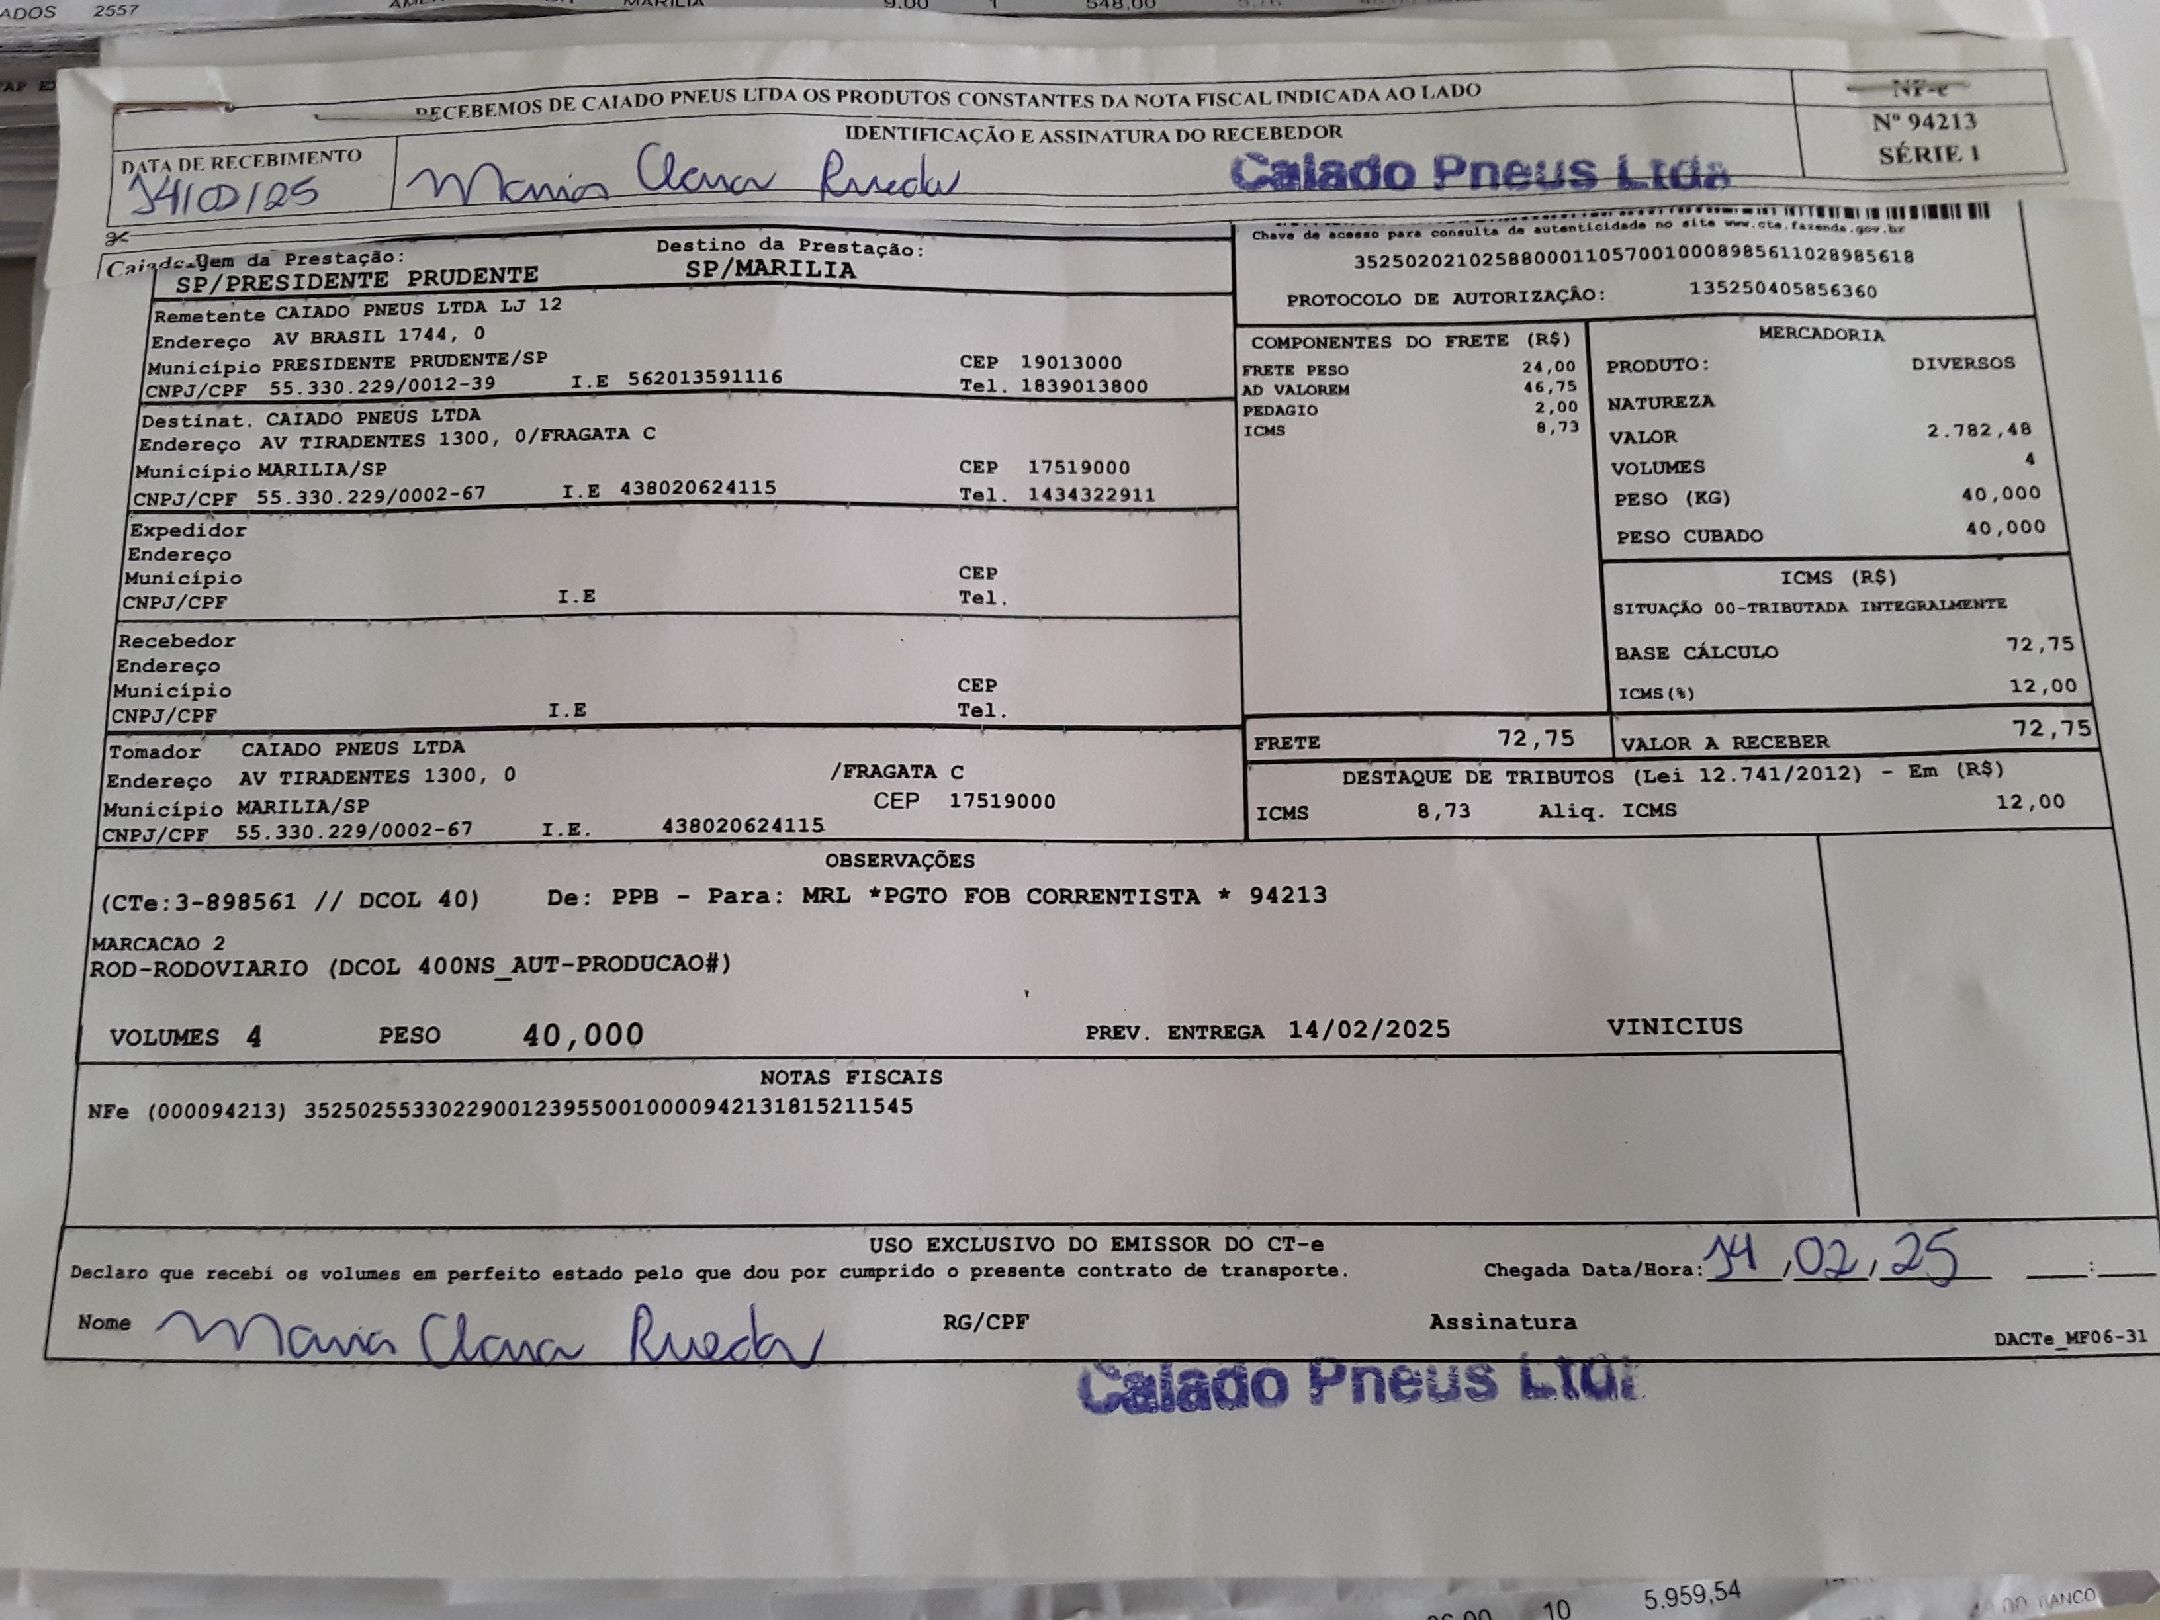 ADOS 2557
MARILIA 9.00 1 548.00
RECEBEMOS DE CAIADO PNEUS LTDA OS PRODUTOS CONSTANTES DA NOTA FISCAL INDICADA AO LADO
NF-e
Nº 94213
SÉRIE 1
IDENTIFICAÇÃO E ASSINATURA DO RECEBEDOR
DATA DE RECEBIMENTO
14/02/25 Maria Clara Rueda Caiado Pneus Ltda
gem da Prestação: Destino da Prestação:
SP/PRESIDENTE PRUDENTE SP/MARILIA
Chave de acesso para consulta de autenticidade no site www.cte.fazenda.gov.br
35250202102588000110570010008985611028985618
PROTOCOLO DE AUTORIZAÇÃO: 135250405856360
Remetente CAIADO PNEUS LTDA LJ 12
Endereço AV BRASIL 1744, 0
Município PRESIDENTE PRUDENTE/SP CEP 19013000
CNPJ/CPF 55.330.229/0012-39 I.E 562013591116 Tel. 1839013800
Destinat. CAIADO PNEUS LTDA
Endereço AV TIRADENTES 1300, 0/FRAGATA C
Município MARILIA/SP CEP 17519000
CNPJ/CPF 55.330.229/0002-67 I.E 438020624115 Tel. 1434322911
Expedidor
Endereço
Município CEP
CNPJ/CPF I.E Tel.
Recebedor
Endereço
Município CEP
CNPJ/CPF I.E Tel.
Tomador CAIADO PNEUS LTDA
Endereço AV TIRADENTES 1300, 0 /FRAGATA C
Município MARILIA/SP CEP 17519000
CNPJ/CPF 55.330.229/0002-67 I.E. 438020624115
COMPONENTES DO FRETE (R$)
FRETE PESO 24,00
AD VALOREM 46,75
PEDAGIO 2,00
ICMS 8,73
MERCADORIA
PRODUTO: DIVERSOS
NATUREZA
VALOR 2.782,48
VOLUMES 4
PESO (KG) 40,000
PESO CUBADO 40,000
ICMS (R$)
SITUAÇÃO 00-TRIBUTADA INTEGRALMENTE
BASE CÁLCULO 72,75
ICMS(%) 12,00
FRETE 72,75 VALOR A RECEBER 72,75
DESTAQUE DE TRIBUTOS (Lei 12.741/2012) - Em (R$)
ICMS 8,73 Aliq. ICMS 12,00
OBSERVAÇÕES
(CTe:3-898561 // DCOL 40) De: PPB - Para: MRL *PGTO FOB CORRENTISTA * 94213
MARCACAO 2
ROD-RODOVIARIO (DCOL 400NS_AUT-PRODUCAO#)
VOLUMES 4 PESO 40,000 PREV. ENTREGA 14/02/2025 VINICIUS
NOTAS FISCAIS
NFe (000094213) 35250255330229001239550010000942131815211545
USO EXCLUSIVO DO EMISSOR DO CT-e
Declaro que recebi os volumes em perfeito estado pelo que dou por cumprido o presente contrato de transporte. Chegada Data/Hora: 14,02,25 :
Nome Maria Clara Rueda RG/CPF Assinatura
DACTe_MF06-31
Caiado Pneus Ltda
10 5.959,54